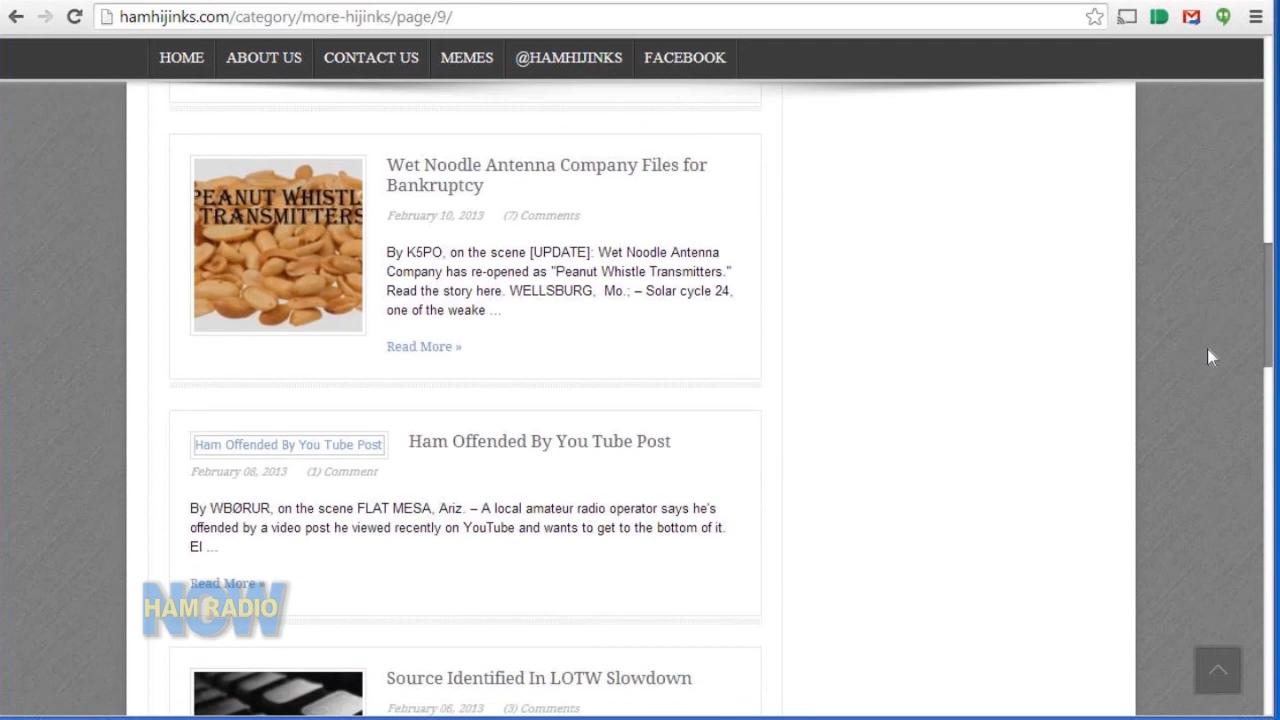 hamhijinks.com/category/more-hijinks/page/9/
HOME ABOUT US CONTACT US MEMES @HAMHIJINKS FACEBOOK
PEANUT WHISTL
TRANSMITTERS
Wet Noodle Antenna Company Files for
Bankruptcy
February 10, 2013 (7) Comments
By K5PO, on the scene [UPDATE]: Wet Noodle Antenna
Company has re-opened as "Peanut Whistle Transmitters."
Read the story here. WELLSBURG, Mo.; – Solar cycle 24,
one of the weake ...
Read More »
Ham Offended By You Tube Post
Ham Offended By You Tube Post
February 08, 2013 (1) Comment
By WBØRUR, on the scene FLAT MESA, Ariz. – A local amateur radio operator says he's
offended by a video post he viewed recently on YouTube and wants to get to the bottom of it.
El ...
Read More »
NOW
HAM RADIO
Source Identified In LOTW Slowdown
February 06, 2013 (3) Comments